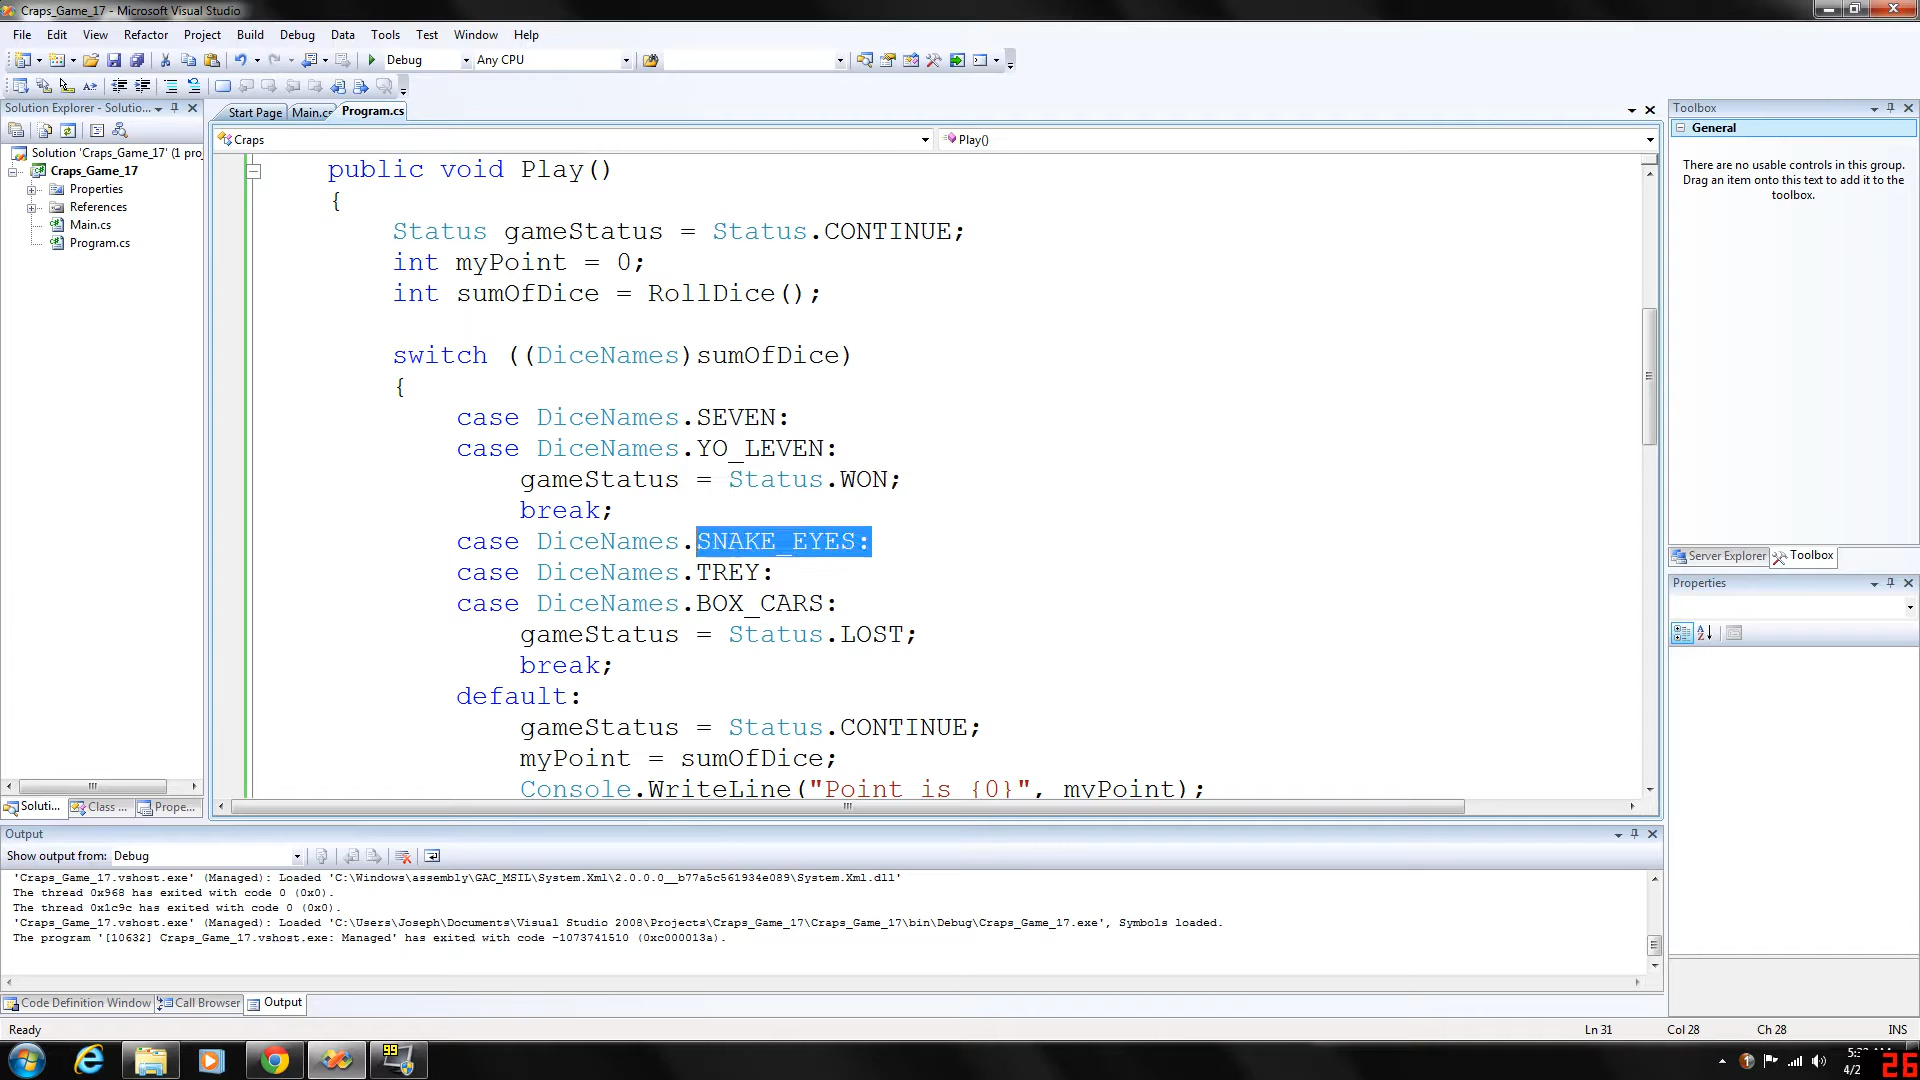 Craps_Game_17 - Microsoft Visual Studio
File Edit View Refactor Project Build Debug Data Tools Test Window Help
Debug Any CPU
Solution Explorer - Solutio...
Solution 'Craps_Game_17' (1 proj
Craps_Game_17
Properties
References
Main.cs
Program.cs
Start Page Main.cs Program.cs
Craps Play()
public void Play()
{
Status gameStatus = Status.CONTINUE;
int myPoint = 0;
int sumOfDice = RollDice();
switch ((DiceNames)sumOfDice)
{
case DiceNames.SEVEN:
case DiceNames.YO_LEVEN:
gameStatus = Status.WON;
break;
case DiceNames.SNAKE_EYES:
case DiceNames.TREY:
case DiceNames.BOX_CARS:
gameStatus = Status.LOST;
break;
default:
gameStatus = Status.CONTINUE;
myPoint = sumOfDice;
Console.WriteLine("Point is {0}", myPoint);
Toolbox
General
There are no usable controls in this group.
Drag an item onto this text to add it to the
toolbox.
Server Explorer Toolbox
Properties
Soluti... Class ... Prope...
Output
Show output from: Debug
'Craps_Game_17.vshost.exe' (Managed): Loaded 'C:\Windows\assembly\GAC_MSIL\System.Xml\2.0.0.0__b77a5c561934e089\System.Xml.dll'
The thread 0x968 has exited with code 0 (0x0).
The thread 0x1c9c has exited with code 0 (0x0).
'Craps_Game_17.vshost.exe' (Managed): Loaded 'C:\Users\Joseph\Documents\Visual Studio 2008\Projects\Craps_Game_17\Craps_Game_17\bin\Debug\Craps_Game_17.exe', Symbols loaded.
The program '[10632] Craps_Game_17.vshost.exe: Managed' has exited with code -1073741510 (0xc000013a).
Code Definition Window Call Browser Output
Ready Ln 31 Col 28 Ch 28 INS
99
4/2
26